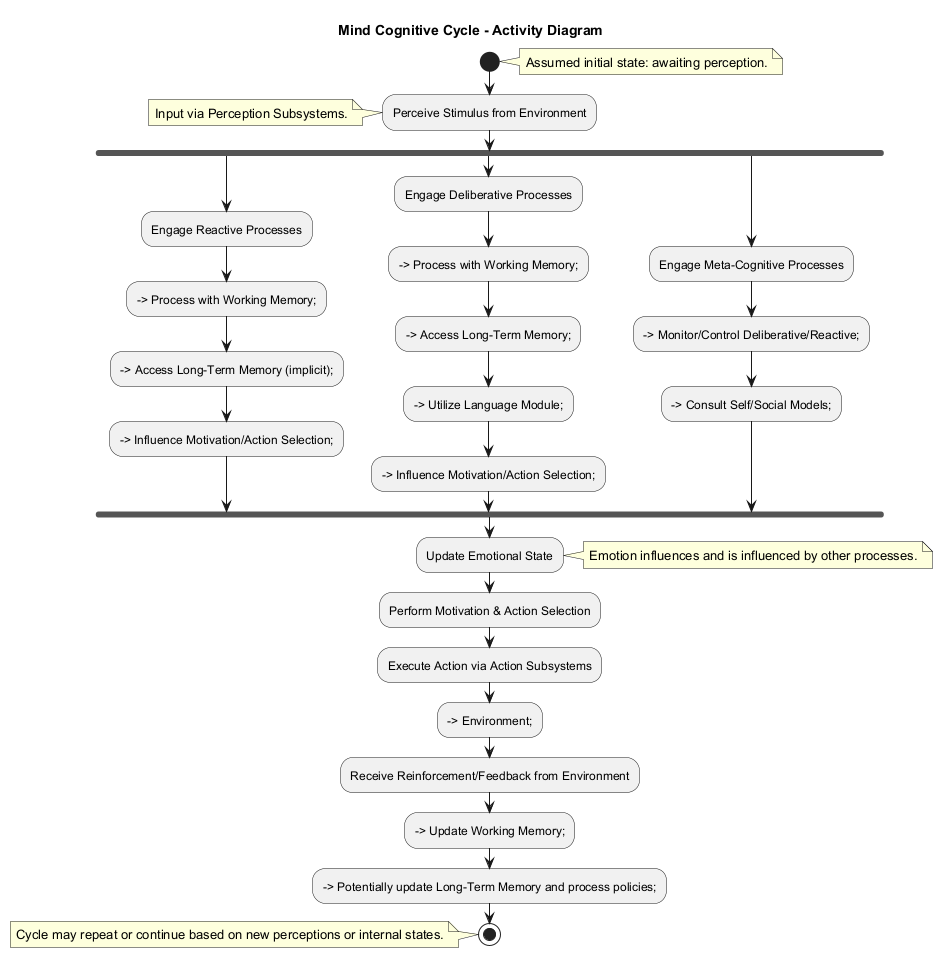 Mind Cognitive Cycle - Activity Diagram
Assumed initial state: awaiting perception.
Input via Perception Subsystems.
Perceive Stimulus from Environment
Engage Reactive Processes
-> Process with Working Memory;
-> Access Long-Term Memory (implicit);
-> Influence Motivation/Action Selection;
Engage Deliberative Processes
-> Process with Working Memory;
-> Access Long-Term Memory;
-> Utilize Language Module;
-> Influence Motivation/Action Selection;
Engage Meta-Cognitive Processes
-> Monitor/Control Deliberative/Reactive;
-> Consult Self/Social Models;
Update Emotional State
Emotion influences and is influenced by other processes.
Perform Motivation & Action Selection
Execute Action via Action Subsystems
-> Environment;
Receive Reinforcement/Feedback from Environment
-> Update Working Memory;
-> Potentially update Long-Term Memory and process policies;
Cycle may repeat or continue based on new perceptions or internal states.